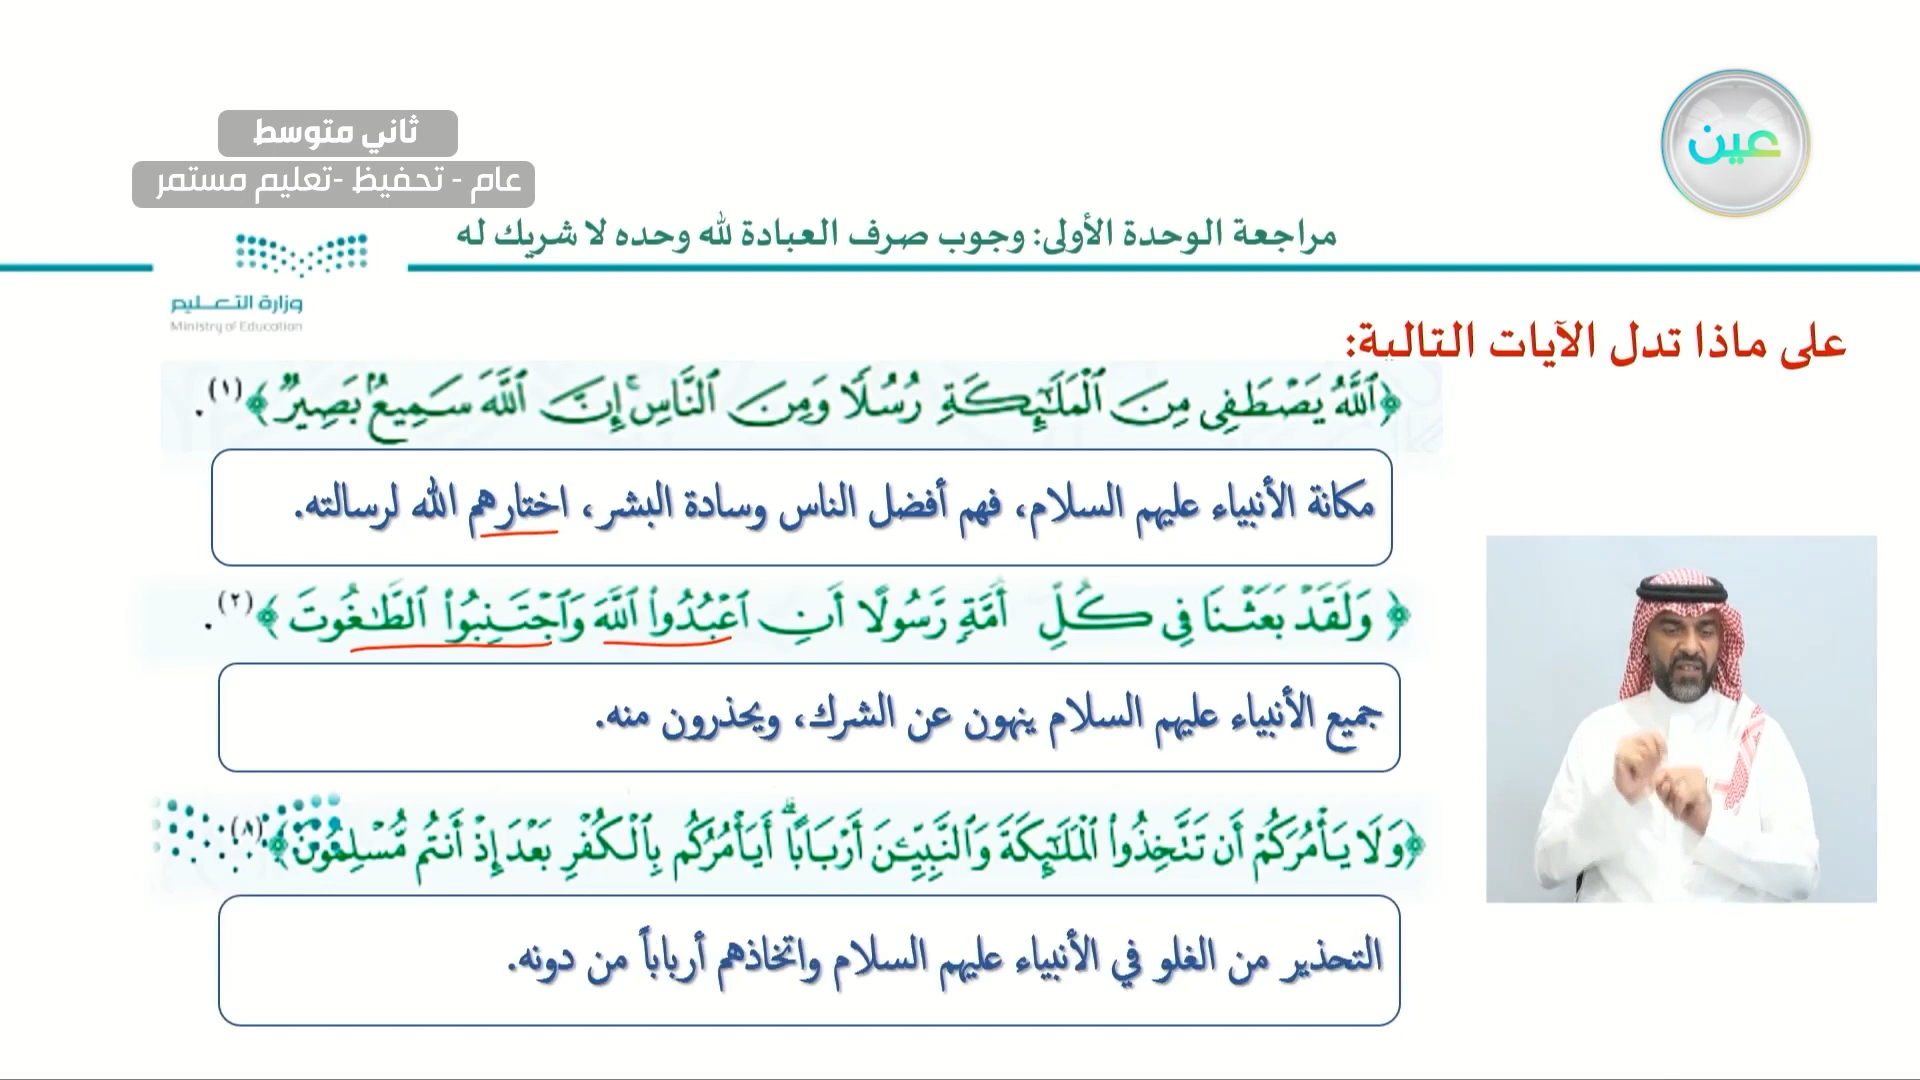 عين
ثاني متوسط
عام - تحفيظ -تعليم مستمر
مراجعة الوحدة الأولى: وجوب صرف العبادة لله وحده لا شريك له
وزارة التعليم
Ministry of Education
على ماذا تدل الآيات التالية:
﴿ٱللَّهُ يَصْطَفِى مِنَ ٱلْمَلَٰٓئِكَةِ رُسُلًا وَمِنَ ٱلنَّاسِ ۚ إِنَّ ٱللَّهَ سَمِيعٌۢ بَصِيرٌ﴾(١).
مكانة الأنبياء عليهم السلام، فهم أفضل الناس وسادة البشر، اختارهم الله لرسالته.
﴿وَلَقَدْ بَعَثْنَا فِى كُلِّ أُمَّةٍ رَّسُولًا أَنِ ٱعْبُدُوا۟ ٱللَّهَ وَٱجْتَنِبُوا۟ ٱلطَّٰغُوتَ﴾(٢).
جميع الأنبياء عليهم السلام ينهون عن الشرك، ويحذرون منه.
﴿وَلَا يَأْمُرَكُمْ أَن تَتَّخِذُوا۟ ٱلْمَلَٰٓئِكَةَ وَٱلنَّبِيِّۦنَ أَرْبَابًا ۗ أَيَأْمُرُكُم بِٱلْكُفْرِ بَعْدَ إِذْ أَنتُم مُّسْلِمُونَ﴾(٨).
التحذير من الغلو في الأنبياء عليهم السلام واتخاذهم أرباباً من دونه.